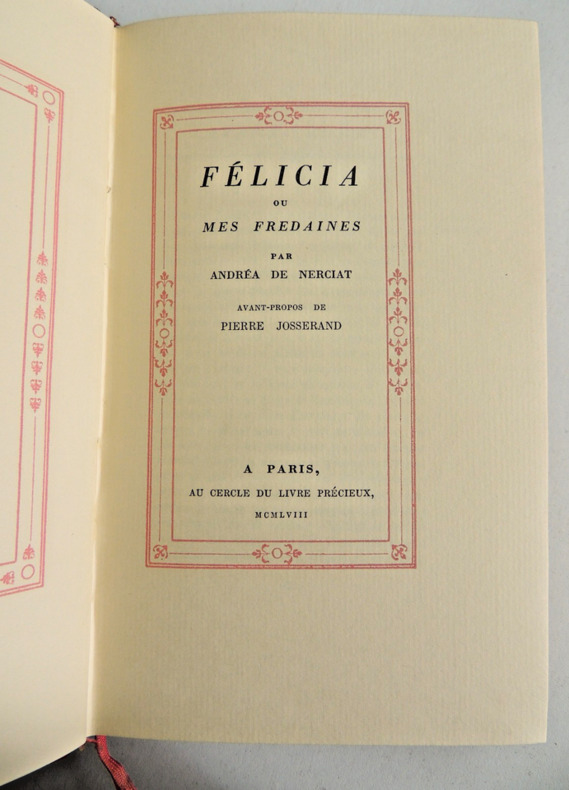 FÉLICIA
OU
MES FREDAINES
PAR
ANDRÉA DE NERCIAT
AVANT-PROPOS DE
PIERRE JOSSERAND
A PARIS,
AU CERCLE DU LIVRE PRÉCIEUX,
MCMLVIII